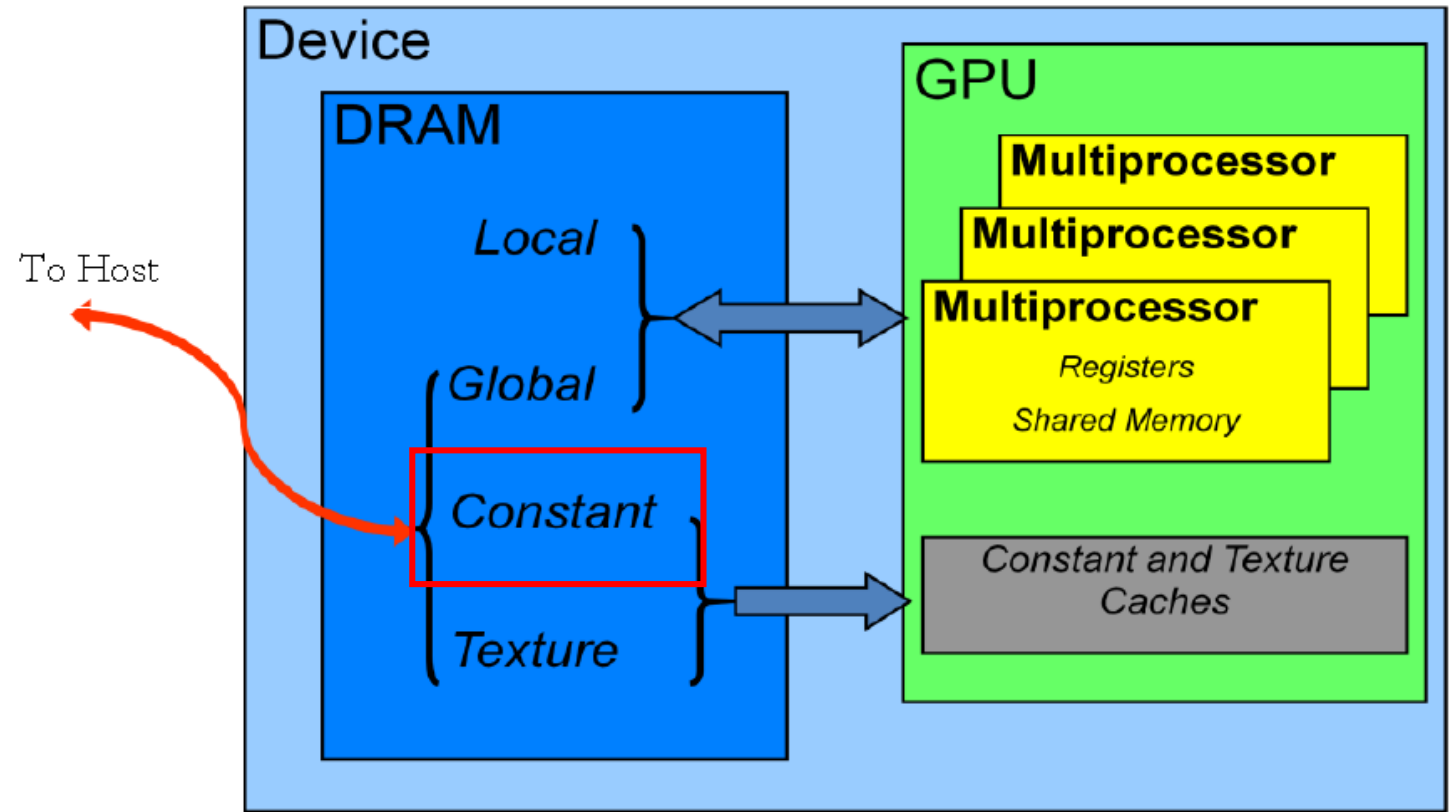 Device
DRAM
Local
Global
Constant
Texture
To Host
GPU
Multiprocessor
Multiprocessor
Multiprocessor
Registers
Shared Memory
Constant and Texture
Caches